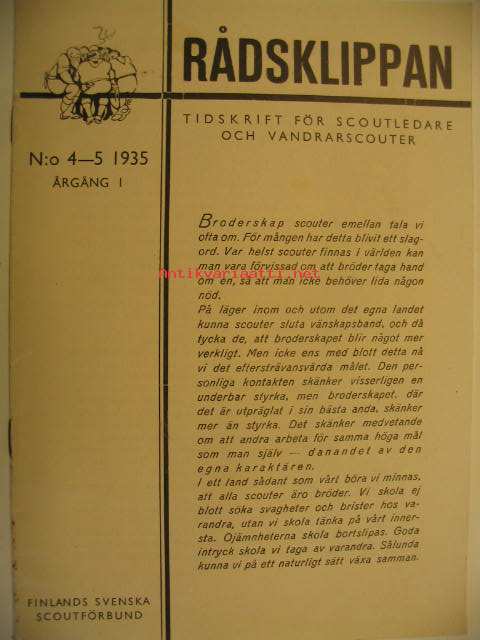 RÅDSKLIPPAN
TIDSKRIFT FÖR SCOUTLEDARE
OCH VANDRARSCOUTER
N:o 4—5 1935
ÅRGÅNG I
Broderskap scouter emellan tala vi
ofta om. För mången har detta blivit ett slag-
ord. Var helst scouter finnas i världen kan
man vara förvissad om att bröder taga hand
om en, så att man icke behöver lida någon
nöd.
På läger inom och utom det egna landet
kunna scouter sluta vänskapsband, och då
tycka de, att broderskapet blir något mer
verkligt. Men icke ens med blott detta nå
vi det eftersträvansvärda målet. Den per-
sonliga kontakten skänker visserligen en
underbar styrka, men broderskapet, där
det är utpräglat i sin bästa anda, skänker
mer än styrka. Det skänker medvetande
om att andra arbeta för samma höga mål
som man själv — danandet av den
egna karaktären.
I ett land sådant som vårt böra vi minnas,
att alla scouter äro bröder. Vi skola ej
blott söka svagheter och brister hos va-
randra, utan vi skola tänka på vårt inner-
sta. Ojämnheterna skola bortslipas. Goda
intryck skola vi taga av varandra. Sålunda
kunna vi på ett naturligt sätt växa samman.
FINLANDS SVENSKA
SCOUTFÖRBUND
Antikvariaatti.net